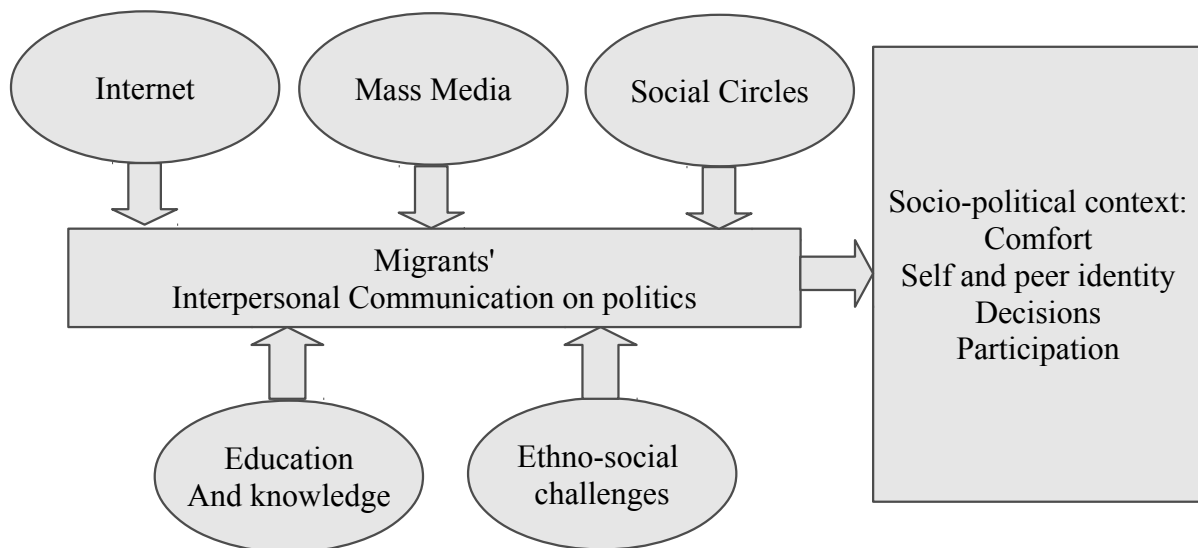 Internet
Mass Media
Social Circles
Migrants'
Interpersonal Communication on politics
Socio-political context:
Comfort
Self and peer identity
Decisions
Participation
Education
And knowledge
Ethno-social
challenges